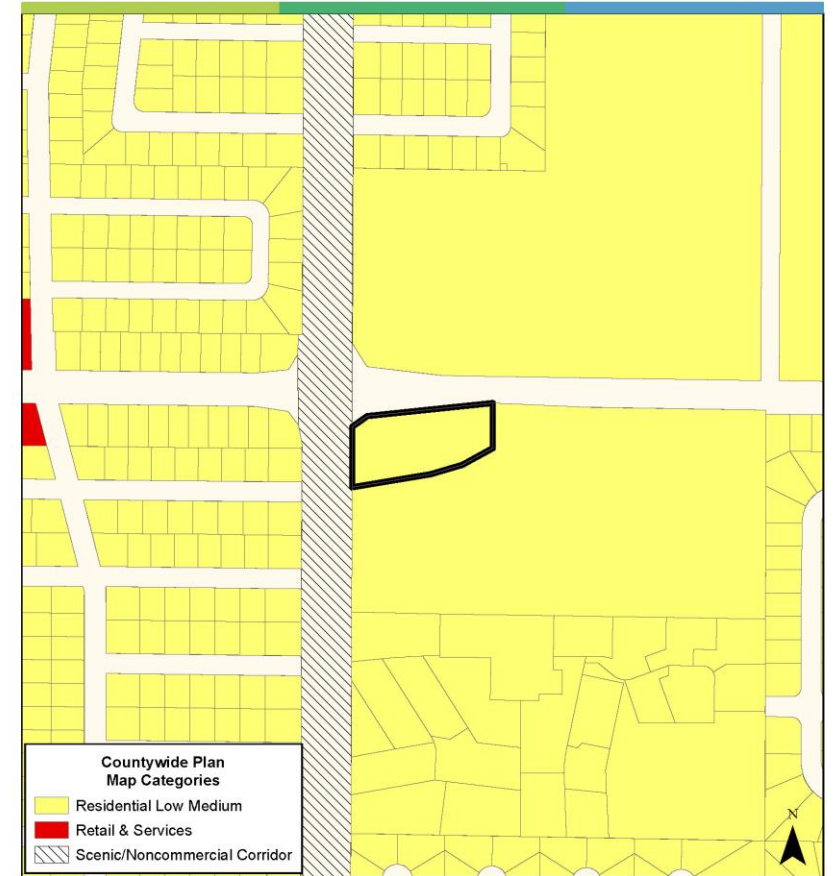 Countywide Plan
Map Categories
Residential Low Medium
Retail & Services
Scenic/Noncommercial Corridor
N